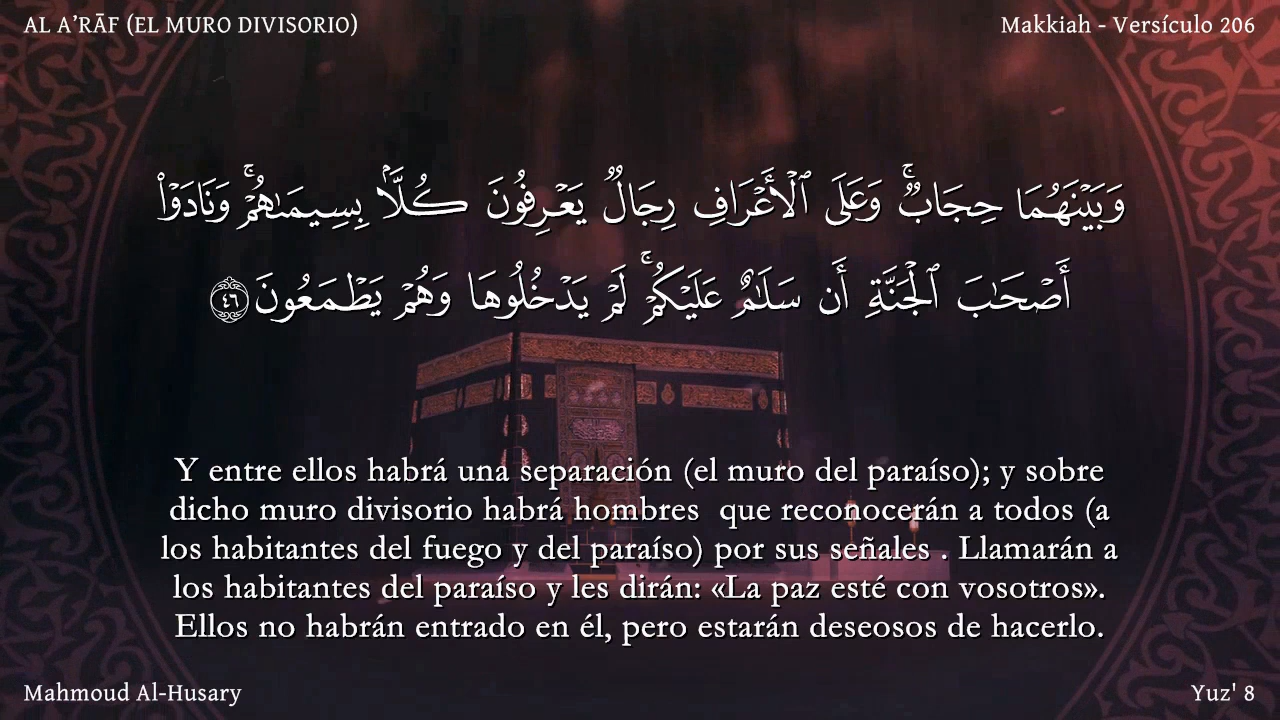 AL A’RĀF (EL MURO DIVISORIO)
Makkiah - Versículo 206
وَبَيْنَهُمَا حِجَابٌۚ وَعَلَى ٱلْأَعْرَافِ رِجَالٌ يَعْرِفُونَ كُلًّۢا بِسِيمَىٰهُمْۚ وَنَادَوْا۟
أَصْحَـٰبَ ٱلْجَنَّةِ أَن سَلَـٰمٌ عَلَيْكُمْۚ لَمْ يَدْخُلُوهَا وَهُمْ يَطْمَعُونَ ٤٦
Y entre ellos habrá una separación (el muro del paraíso); y sobre
dicho muro divisorio habrá hombres  que reconocerán a todos (a
los habitantes del fuego y del paraíso) por sus señales . Llamarán a
los habitantes del paraíso y les dirán: «La paz esté con vosotros».
Ellos no habrán entrado en él, pero estarán deseosos de hacerlo.
Mahmoud Al-Husary
Yuz' 8